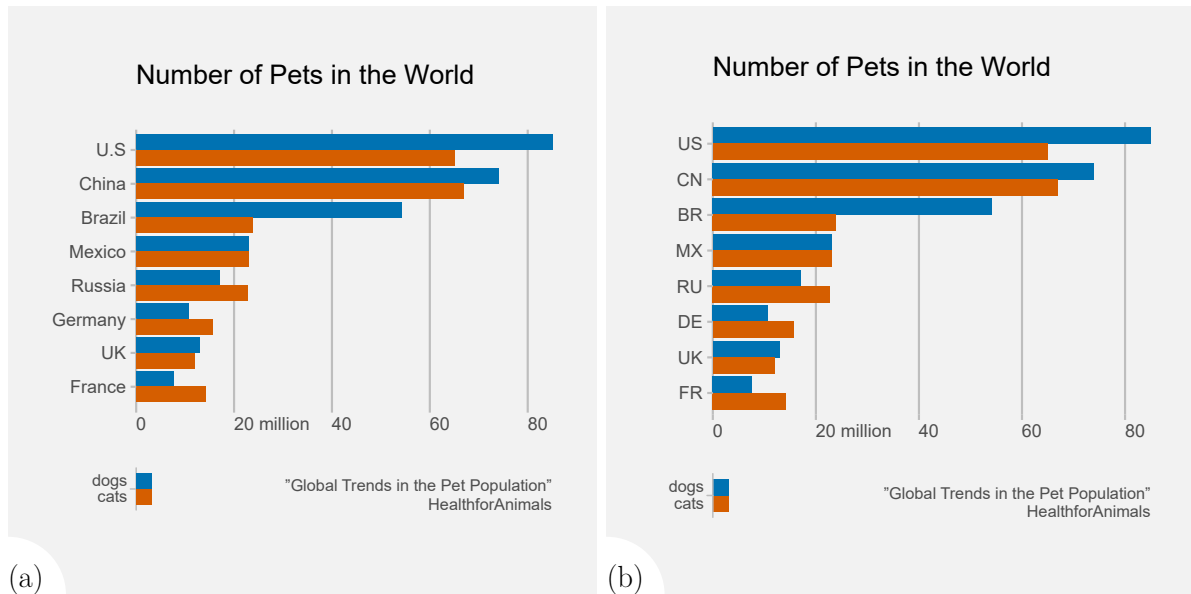 Number of Pets in the World
U.S
China
Brazil
Mexico
Russia
Germany
UK
France
0 20 million 40 60 80
dogs
cats
”Global Trends in the Pet Population”
HealthforAnimals
(a)
Number of Pets in the World
US
CN
BR
MX
RU
DE
UK
FR
0 20 million 40 60 80
dogs
cats
”Global Trends in the Pet Population”
HealthforAnimals
(b)